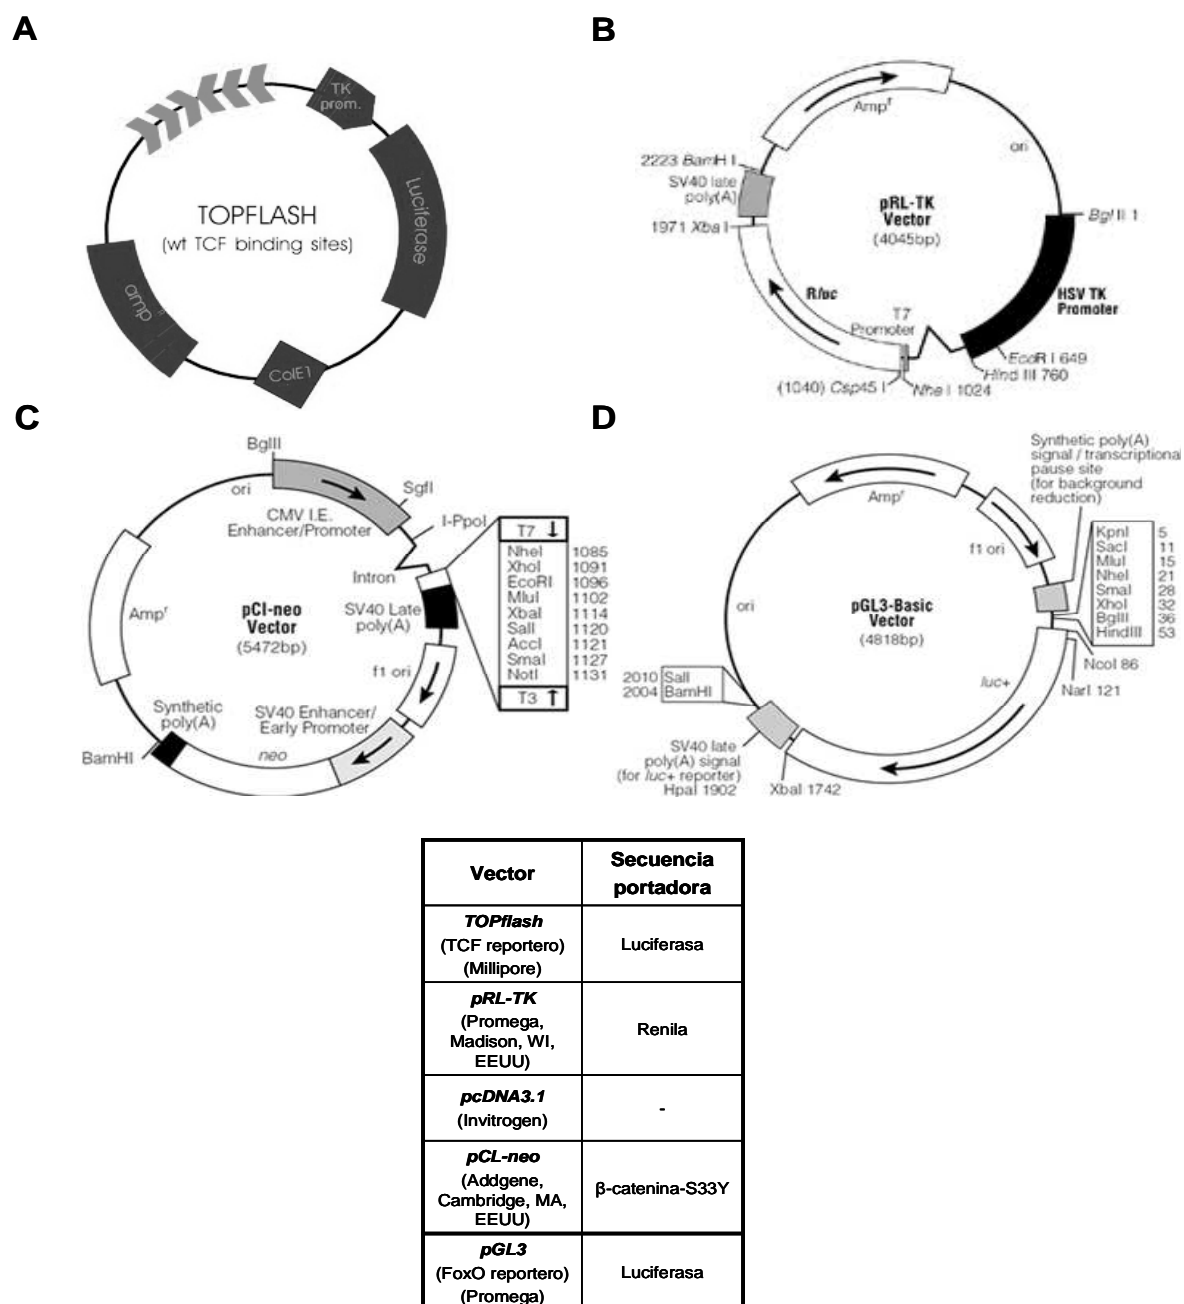 A
TK
prom.
Luciferase
TOPFLASH
(wt TCF binding sites)
amp
ColE1
B
Ampʳ
ori
2223 BamH I
SV40 late
poly(A)
1971 Xba I
pRL-TK
Vector
(4045bp)
Bgl II 1
HSV TK
Promoter
Rluc
T7
Promoter
EcoR I 649
Hind III 760
(1040) Csp45 I
Nhe I 1024
C
BglII
ori
SgfI
CMV I.E.
Enhancer/Promoter
I-PpoI
Intron
T7 ↓
NheI 1085
XhoI 1091
EcoRI 1096
MluI 1102
XbaI 1114
SalI 1120
AccI 1121
SmaI 1127
NotI 1131
T3 ↑
Ampʳ
pCI-neo
Vector
(5472bp)
SV40 Late
poly(A)
f1 ori
Synthetic
poly(A)
SV40 Enhancer/
Early Promoter
BamHI
neo
D
Synthetic poly(A)
signal / transcriptional
pause site
(for background
reduction)
Ampʳ
f1 ori
KpnI 5
SacI 11
MluI 15
NheI 21
SmaI 28
XhoI 32
BglII 36
HindIII 53
ori
pGL3-Basic
Vector
(4818bp)
NcoI 86
NarI 121
luc+
2010 SalI
2004 BamHI
SV40 late
poly(A) signal
(for luc+ reporter)
HpaI 1902
XbaI 1742
Vector
Secuencia
portadora
TOPflash
(TCF reportero)
(Millipore)
Luciferasa
pRL-TK
(Promega,
Madison, WI,
EEUU)
Renila
pcDNA3.1
(Invitrogen)
-
pCL-neo
(Addgene,
Cambridge, MA,
EEUU)
β-catenina-S33Y
pGL3
(FoxO reportero)
(Promega)
Luciferasa